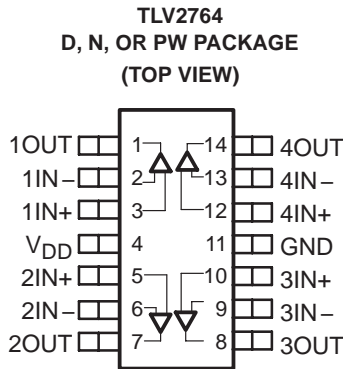 TLV2764
D, N, OR PW PACKAGE
(TOP VIEW)
1OUT 1 14 4OUT
1IN− 2 13 4IN−
1IN+ 3 12 4IN+
VDD 4 11 GND
2IN+ 5 10 3IN+
2IN− 6 9 3IN−
2OUT 7 8 3OUT